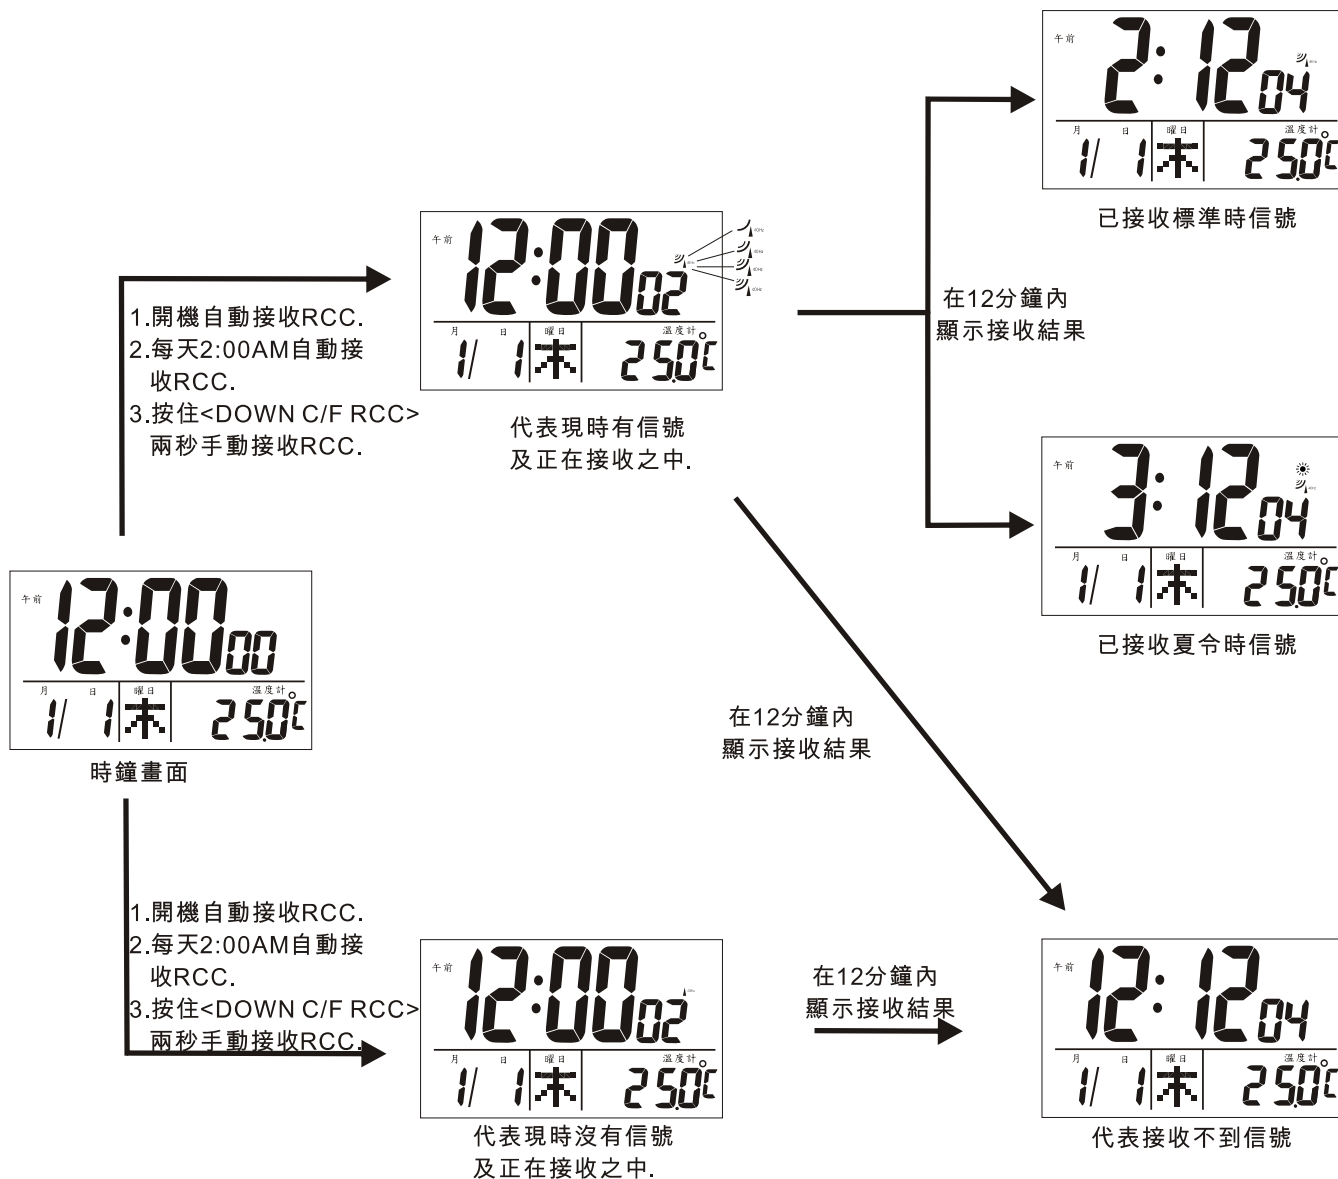 午前
2:12 04
月 日 曜日 溫度計
1/ 1 木 25.0°C
已接收標準時信號
午前
12:00 02
40Hz
40Hz
40Hz
40Hz
月 日 曜日 溫度計
1/ 1 木 25.0°C
代表現時有信號
及正在接收之中.
1.開機自動接收RCC.
2.每天2:00AM自動接
收RCC.
3.按住<DOWN C/F RCC>
兩秒手動接收RCC.
在12分鐘內
顯示接收結果
午前
3:12 04
月 日 曜日 溫度計
1/ 1 木 25.0°C
已接收夏令時信號
午前
12:00 00
月 日 曜日 溫度計
1/ 1 木 25.0°C
時鐘畫面
在12分鐘內
顯示接收結果
1.開機自動接收RCC.
2.每天2:00AM自動接
收RCC.
3.按住<DOWN C/F RCC>
兩秒手動接收RCC.
午前
12:00 02
月 日 曜日 溫度計
1/ 1 木 25.0°C
代表現時沒有信號
及正在接收之中.
在12分鐘內
顯示接收結果
午前
12:12 04
月 日 曜日 溫度計
1/ 1 木 25.0°C
代表接收不到信號